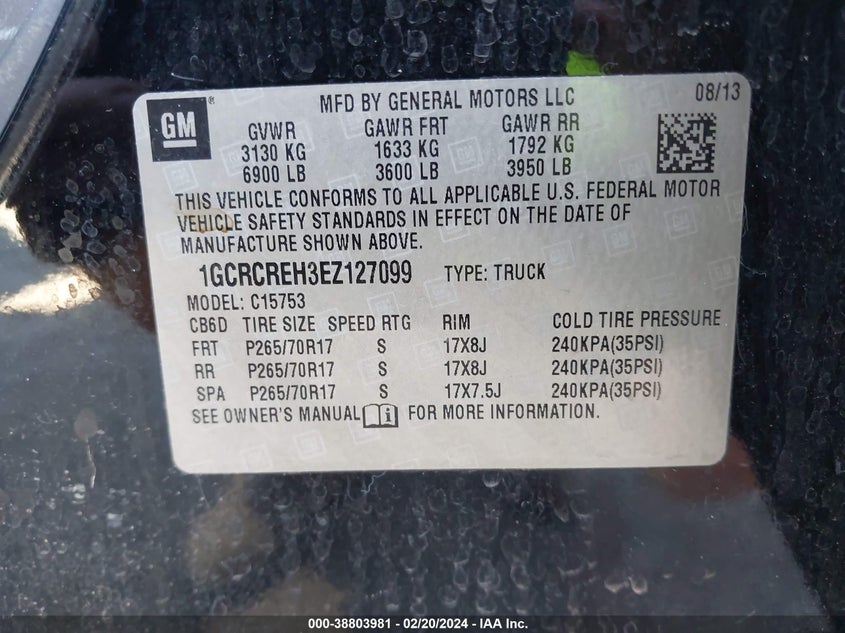 GM ® MFD BY GENERAL MOTORS LLC 08/13
GVWR GAWR FRT GAWR RR
3130 KG 1633 KG 1792 KG
6900 LB 3600 LB 3950 LB
THIS VEHICLE CONFORMS TO ALL APPLICABLE U.S. FEDERAL MOTOR
VEHICLE SAFETY STANDARDS IN EFFECT ON THE DATE OF
MANUFACTURE SHOWN ABOVE.
1GCRCREH3EZ127099 TYPE: TRUCK
MODEL: C15753
CB6D TIRE SIZE SPEED RTG RIM COLD TIRE PRESSURE
FRT P265/70R17 S 17X8J 240KPA(35PSI)
RR P265/70R17 S 17X8J 240KPA(35PSI)
SPA P265/70R17 S 17X7.5J 240KPA(35PSI)
SEE OWNER'S MANUAL i FOR MORE INFORMATION.
000-38803981 - 02/20/2024 - IAA Inc.